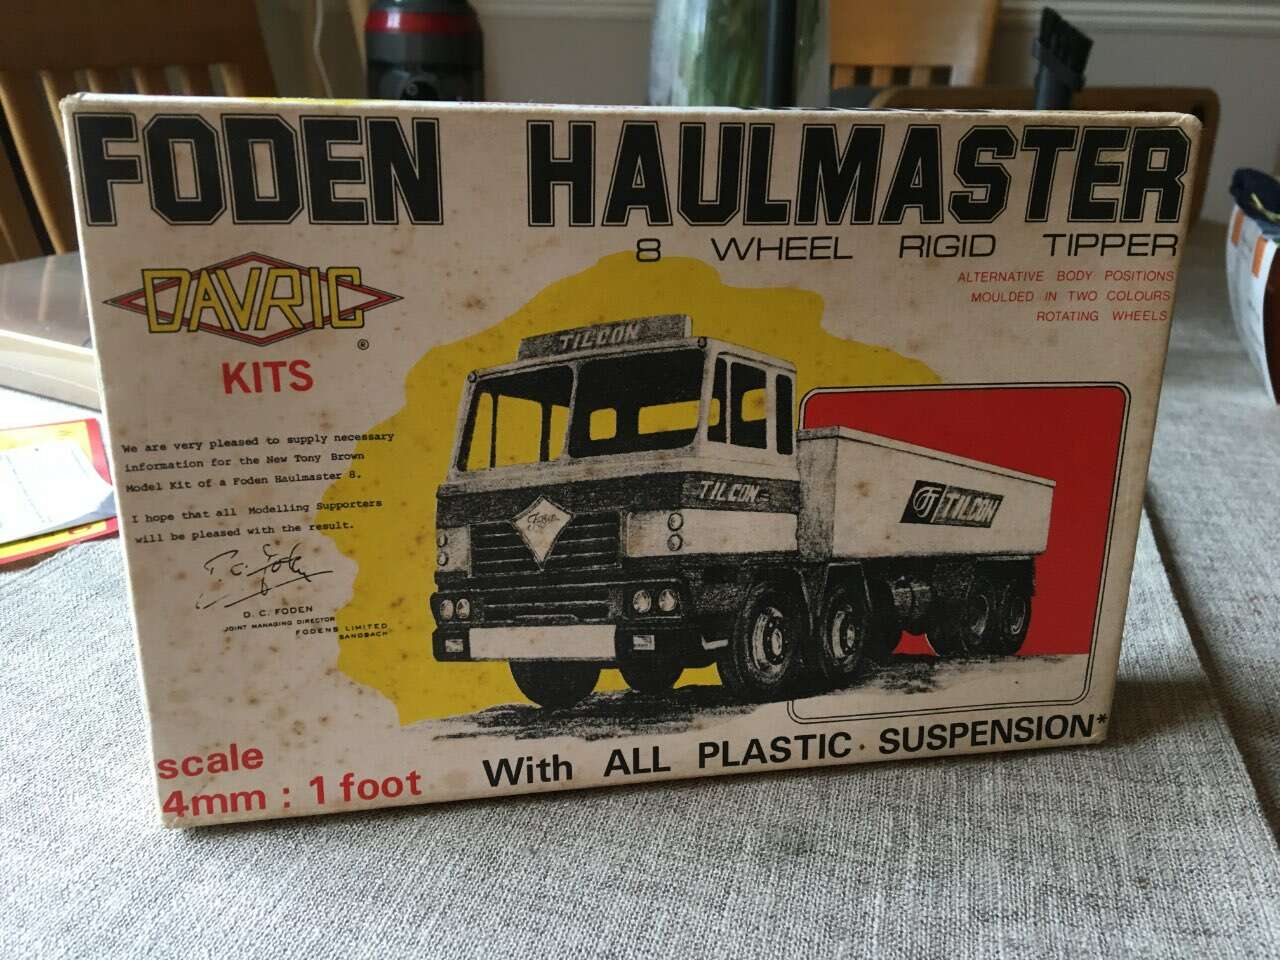 FODEN HAULMASTER
8 WHEEL RIGID TIPPER
ALTERNATIVE BODY POSITIONS
MOULDED IN TWO COLOURS
ROTATING WHEELS
DAVRIC
®
KITS
We are very pleased to supply necessary
information for the New Tony Brown
Model Kit of a Foden Haulmaster 8.
I hope that all Modelling Supporters
will be pleased with the result.
D. C. FODEN
JOINT MANAGING DIRECTOR
FODENS LIMITED
SANDBACH
TILCON
TILCON
Foden
TILCON
scale
4mm : 1 foot
With ALL PLASTIC SUSPENSION*